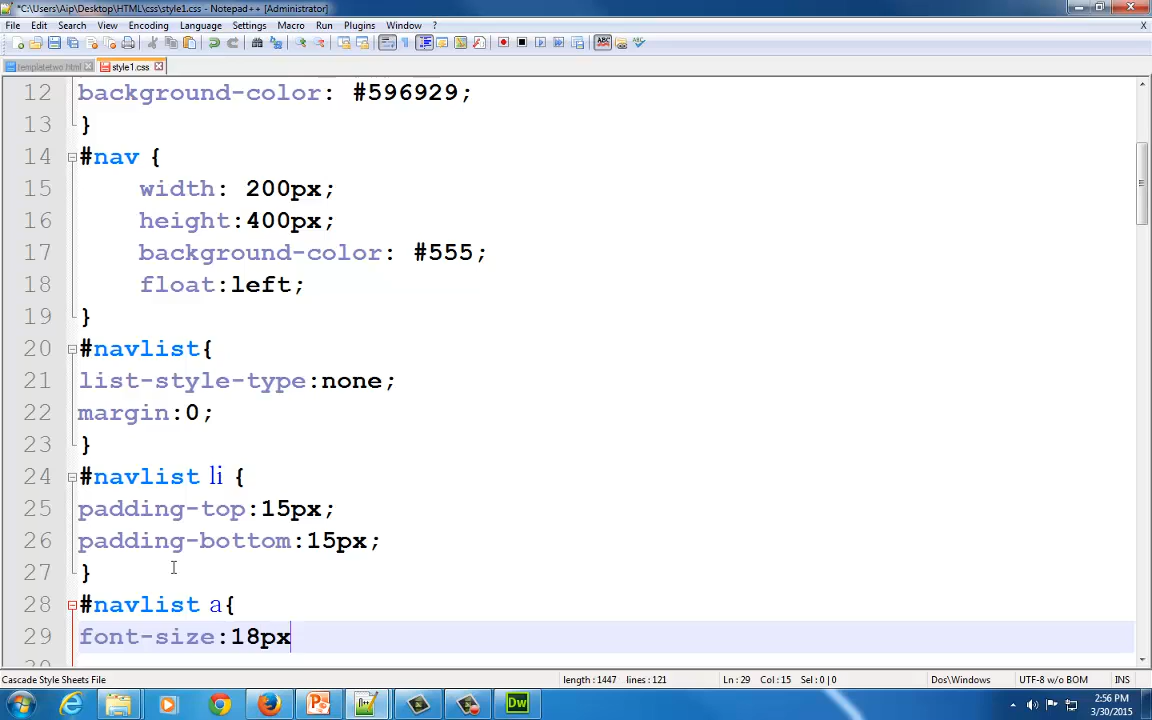 *C:\Users\Aip\Desktop\HTML\css\style1.css - Notepad++ [Administrator]
File Edit Search View Encoding Language Settings Macro Run Plugins Window ? X
templatetwo.html style1.css
12 background-color: #596929;
13 }
14 #nav {
15 width: 200px;
16 height:400px;
17 background-color: #555;
18 float:left;
19 }
20 #navlist{
21 list-style-type:none;
22 margin:0;
23 }
24 #navlist li {
25 padding-top:15px;
26 padding-bottom:15px;
27 }
28 #navlist a{
29 font-size:18px
Cascade Style Sheets File length : 1447 lines : 121 Ln : 29 Col : 15 Sel : 0 | 0 Dos\Windows UTF-8 w/o BOM INS
Dw 2:56 PM
3/30/2015